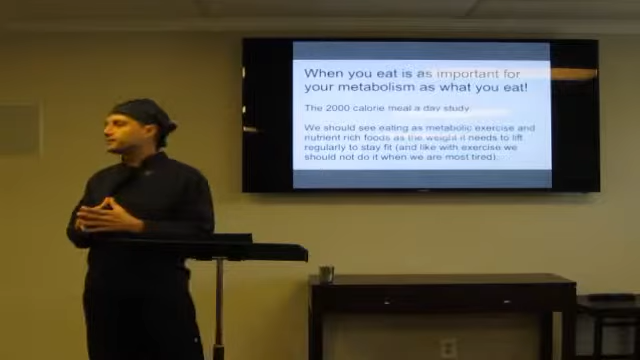 When you eat is as important for
your metabolism as what you eat!
The 2000 calorie meal a day study.
We should see eating as metabolic exercise and
nutrient rich foods as the weight it needs to lift
regularly to stay fit (and like with exercise we
should not do it when we are most tired).